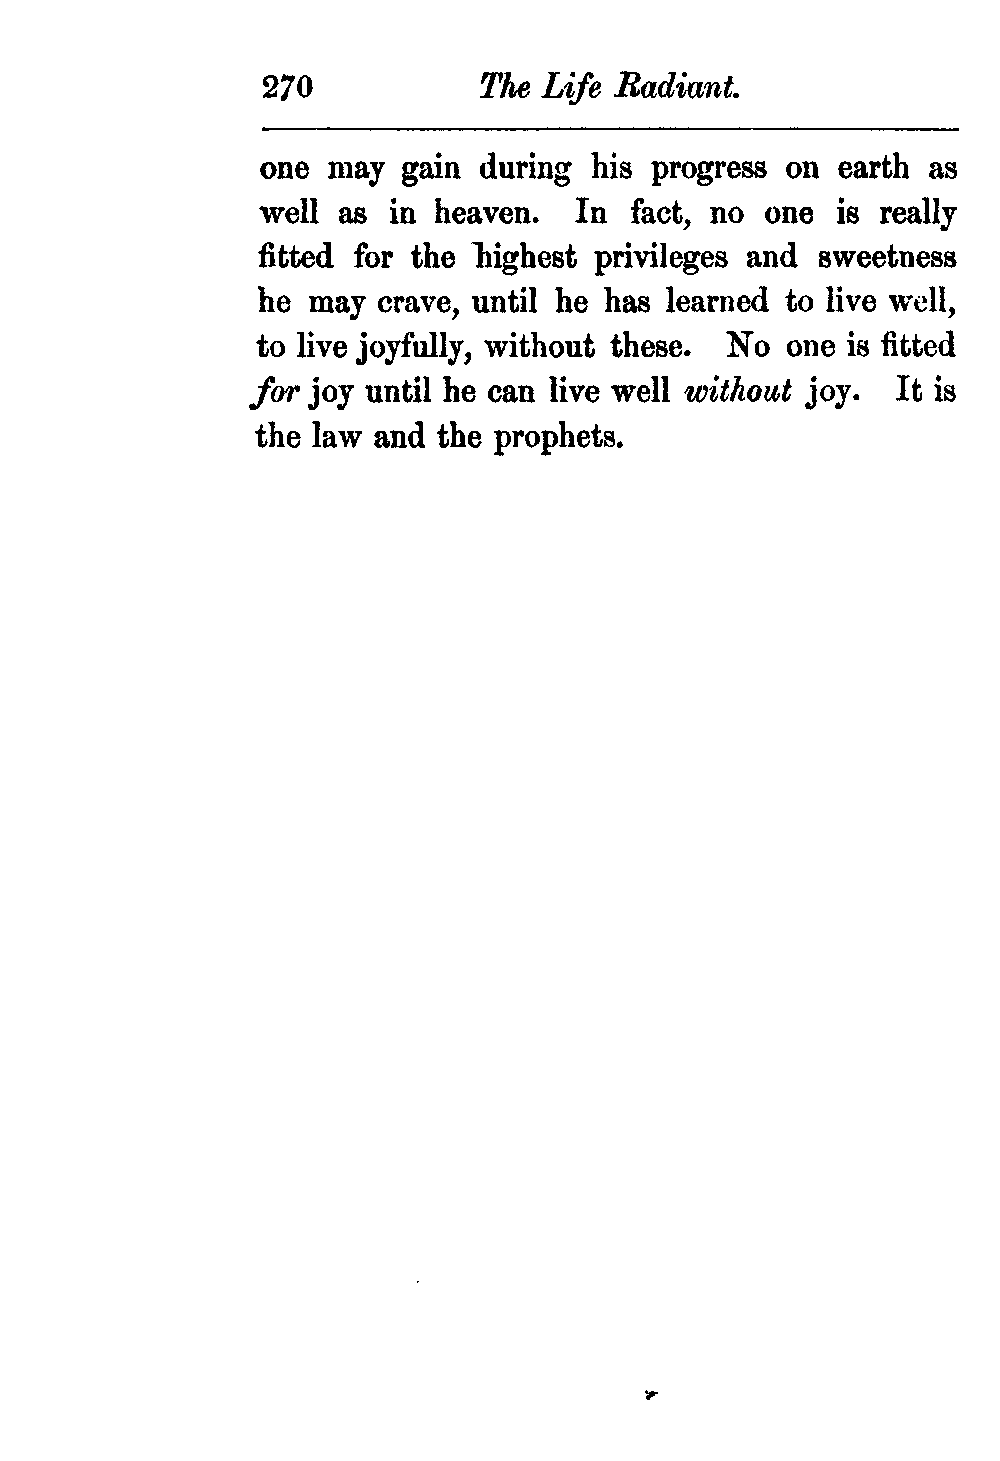 270 The Life Radiant.
one may gain during his progress on earth as
well as in heaven. In fact, no one is really
fitted for the highest privileges and sweetness
he may crave, until he has learned to live well,
to live joyfully, without these. No one is fitted
for joy until he can live well without joy. It is
the law and the prophets.